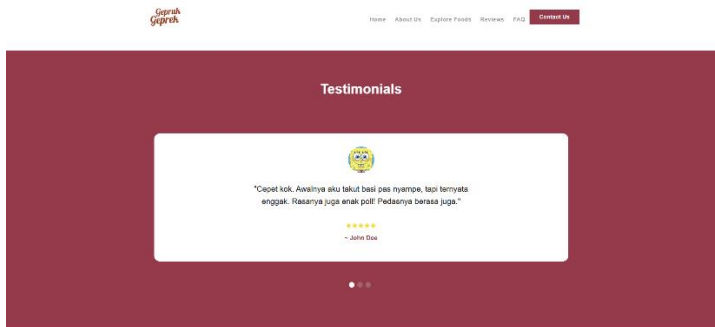 Gepruk
Geprek
Home About Us Explore Foods Reviews FAQ Contact Us
Testimonials
"Cepet kok. Awalnya aku takut basi pas nyampe, tapi ternyata
enggak. Rasanya juga enak poll! Pedasnya berasa juga."
~ John Doe